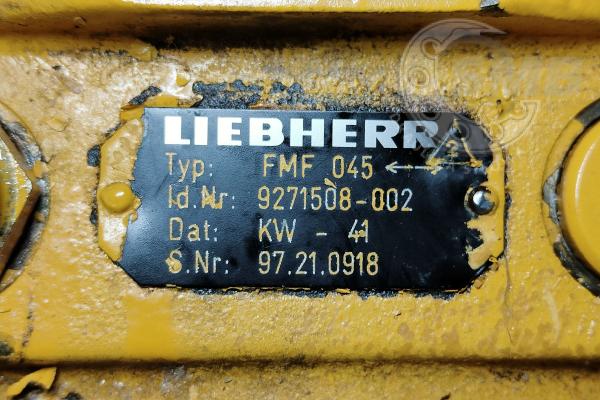 LIEBHERR
Typ: FMF 045
Id.Nr: 9271508-002
Dat: KW - 41
S.Nr: 97.21.0918